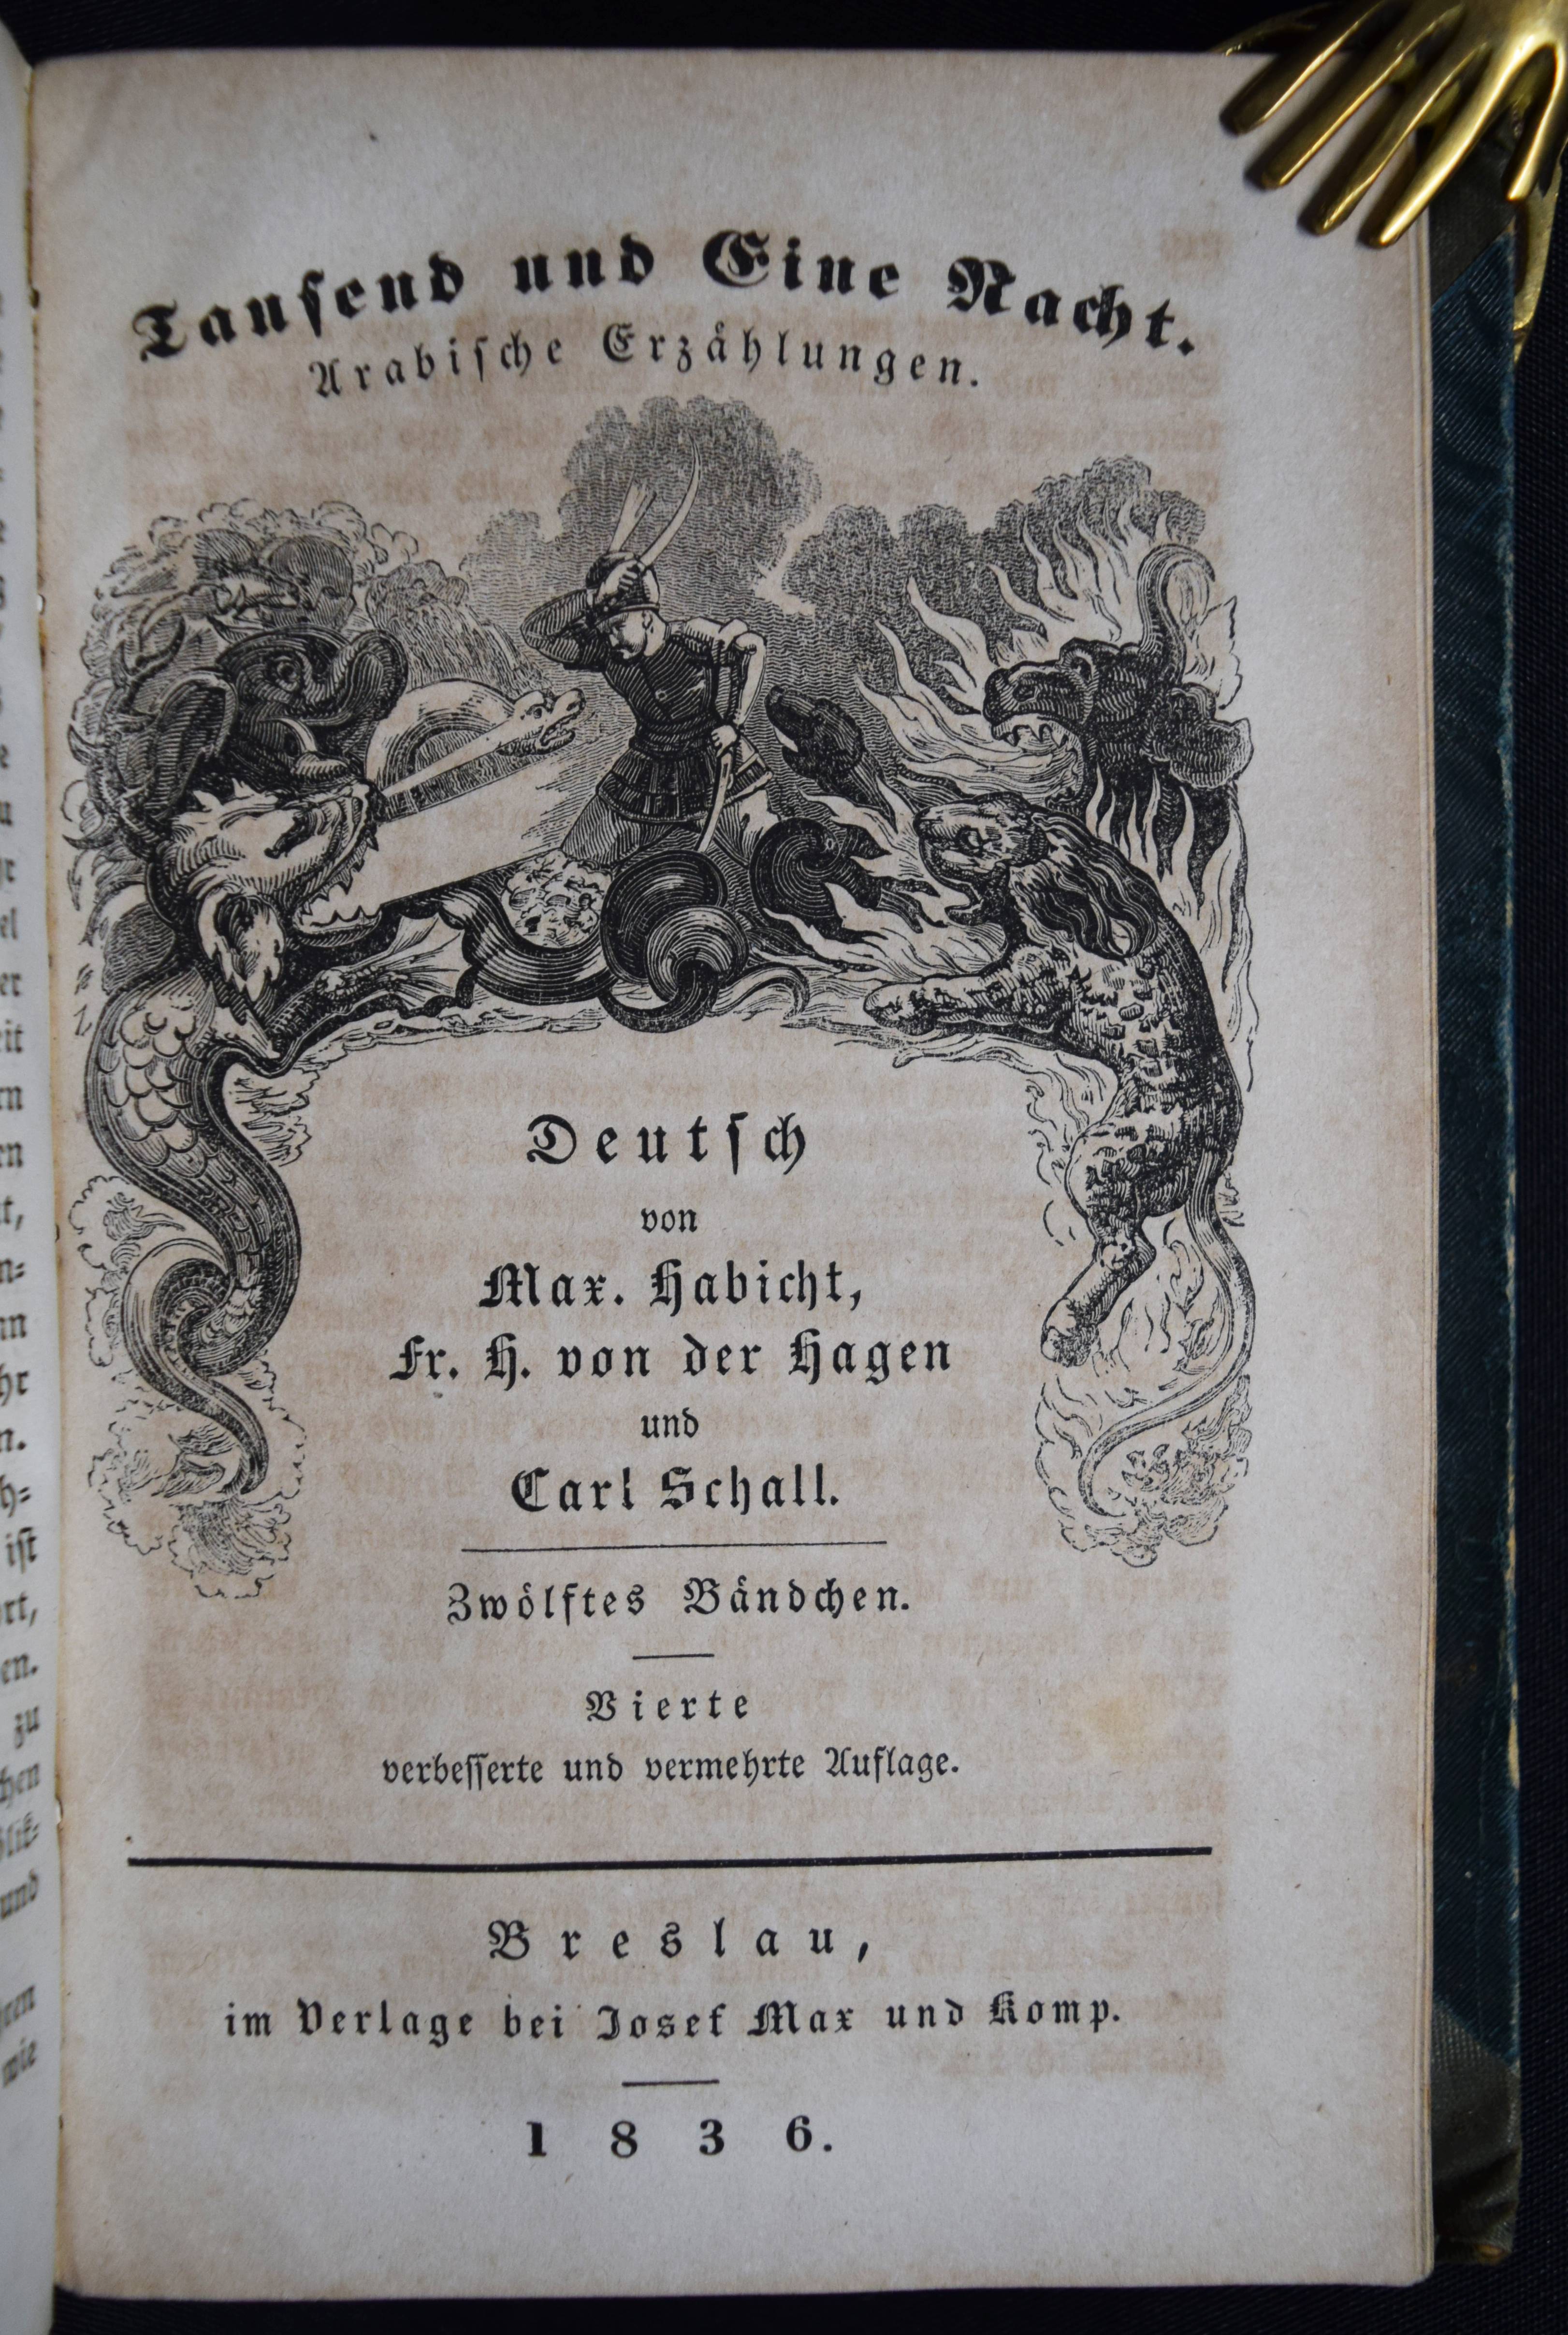 Tauſend und Eine Nacht.
Arabiſche Erzählungen.
Deutſch
von
Max. Habicht,
Fr. H. von der Hagen
und
Carl Schall.
Zwölftes Bändchen.
Vierte
verbeſſerte und vermehrte Auflage.
Breslau,
im Verlage bei Josef Max und Komp.
1836.